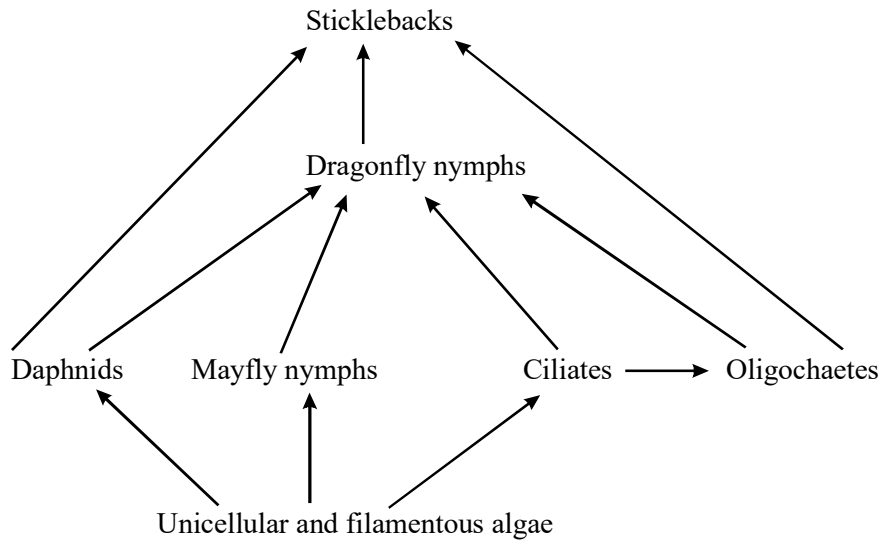 Sticklebacks
Dragonfly nymphs
Daphnids
Mayfly nymphs
Ciliates
Oligochaetes
Unicellular and filamentous algae